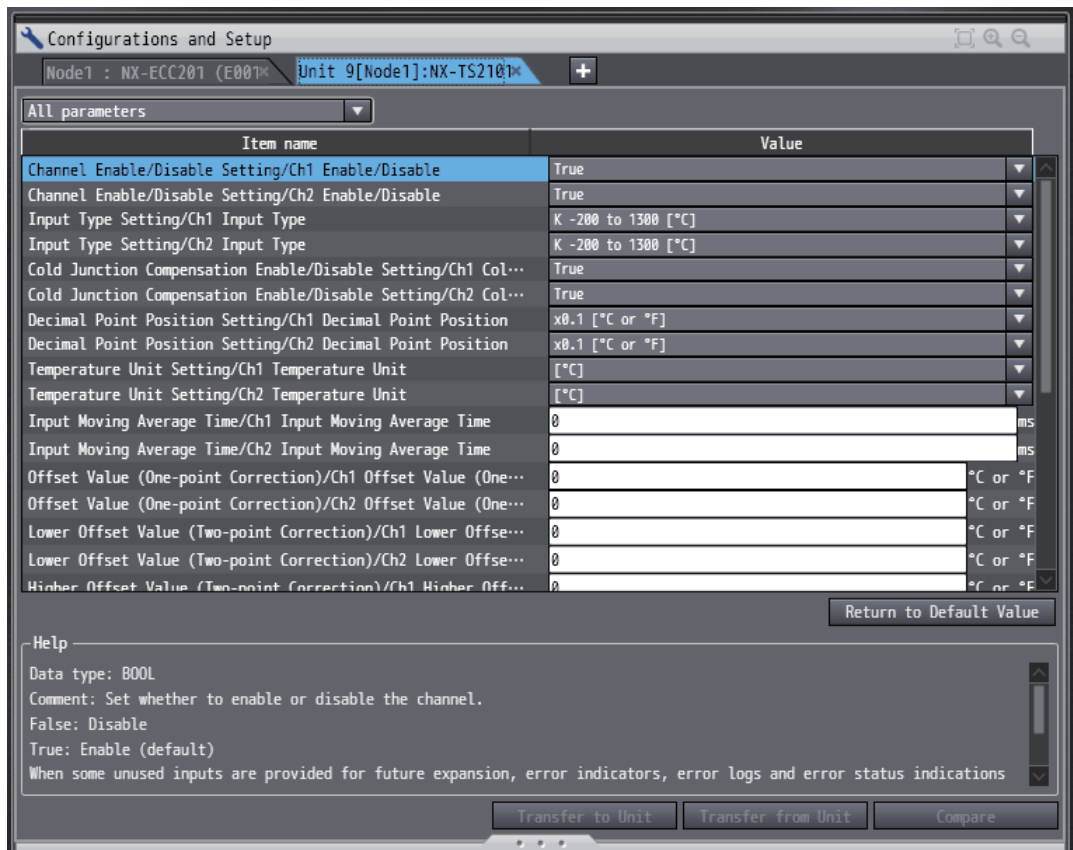 Configurations and Setup
Node1 : NX-ECC201 (E001 Unit 9[Node1]:NX-TS2101
All parameters
Item name Value
Channel Enable/Disable Setting/Ch1 Enable/Disable True
Channel Enable/Disable Setting/Ch2 Enable/Disable True
Input Type Setting/Ch1 Input Type K -200 to 1300 [°C]
Input Type Setting/Ch2 Input Type K -200 to 1300 [°C]
Cold Junction Compensation Enable/Disable Setting/Ch1 Col… True
Cold Junction Compensation Enable/Disable Setting/Ch2 Col… True
Decimal Point Position Setting/Ch1 Decimal Point Position x0.1 [°C or °F]
Decimal Point Position Setting/Ch2 Decimal Point Position x0.1 [°C or °F]
Temperature Unit Setting/Ch1 Temperature Unit [°C]
Temperature Unit Setting/Ch2 Temperature Unit [°C]
Input Moving Average Time/Ch1 Input Moving Average Time 0 ms
Input Moving Average Time/Ch2 Input Moving Average Time 0 ms
Offset Value (One-point Correction)/Ch1 Offset Value (One… 0 °C or °F
Offset Value (One-point Correction)/Ch2 Offset Value (One… 0 °C or °F
Lower Offset Value (Two-point Correction)/Ch1 Lower Offse… 0 °C or °F
Lower Offset Value (Two-point Correction)/Ch2 Lower Offse… 0 °C or °F
Higher Offset Value (Two-point Correction)/Ch1 Higher Off… 0 °C or °F
Return to Default Value
Help
Data type: BOOL
Comment: Set whether to enable or disable the channel.
False: Disable
True: Enable (default)
When some unused inputs are provided for future expansion, error indicators, error logs and error status indications
Transfer to Unit Transfer from Unit Compare